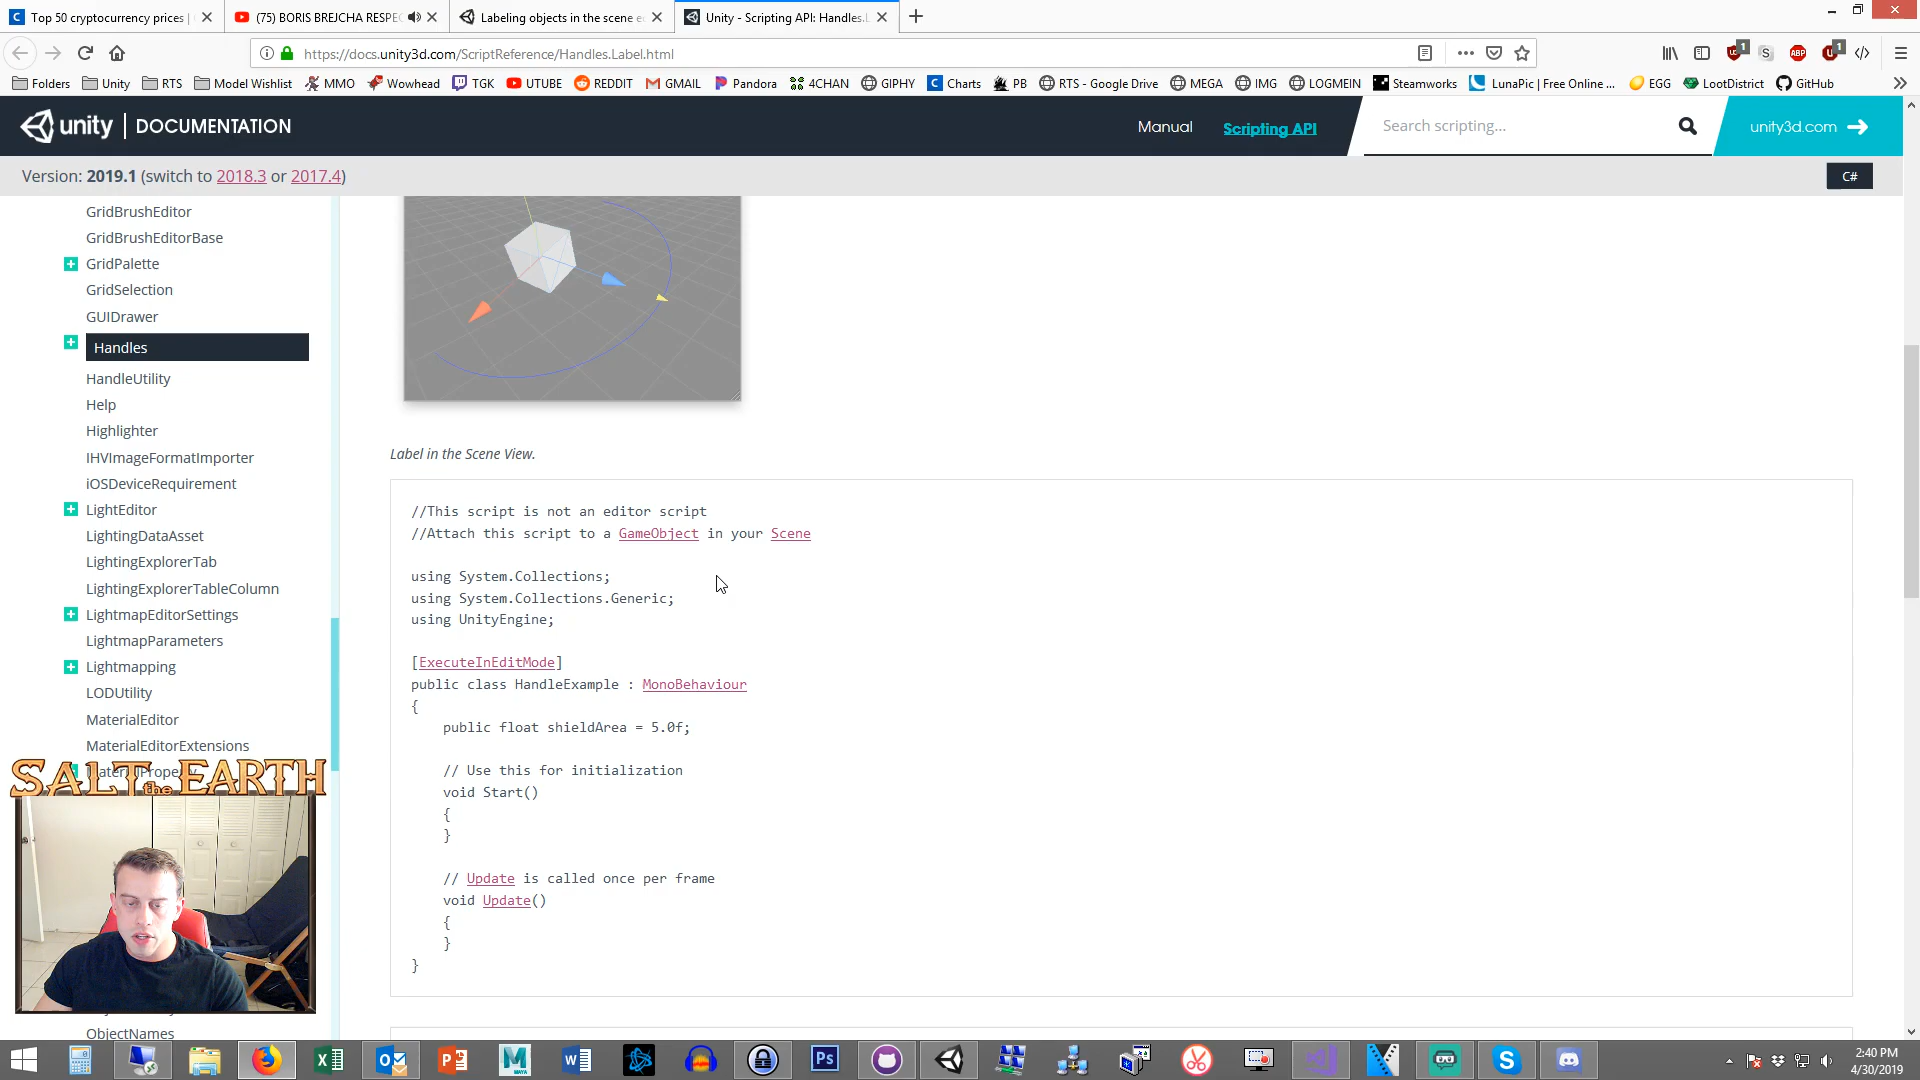 Top 50 cryptocurrency prices |
(75) BORIS BREJCHA RESPEC
Labeling objects in the scene e
Unity - Scripting API: Handles.L
https://docs.unity3d.com/ScriptReference/Handles.Label.html
1
1
Folders
Unity
RTS
Model Wishlist
MMO
Wowhead
TGK
UTUBE
REDDIT
GMAIL
Pandora
4CHAN
GIPHY
Charts
PB
RTS - Google Drive
MEGA
IMG
LOGMEIN
Steamworks
LunaPic | Free Online ...
EGG
LootDistrict
GitHub
unity | DOCUMENTATION
Manual
Scripting API
Search scripting...
unity3d.com
Version: 2019.1 (switch to 2018.3 or 2017.4)
C#
GridBrushEditor
GridBrushEditorBase
GridPalette
GridSelection
GUIDrawer
Handles
HandleUtility
Help
Highlighter
IHVImageFormatImporter
iOSDeviceRequirement
LightEditor
LightingDataAsset
LightingExplorerTab
LightingExplorerTableColumn
LightmapEditorSettings
LightmapParameters
Lightmapping
LODUtility
MaterialEditor
MaterialEditorExtensions
SALT the EARTH
ObjectNames
Label in the Scene View.
//This script is not an editor script
//Attach this script to a GameObject in your Scene
using System.Collections;
using System.Collections.Generic;
using UnityEngine;
[ExecuteInEditMode]
public class HandleExample : MonoBehaviour
{
public float shieldArea = 5.0f;
// Use this for initialization
void Start()
{
}
// Update is called once per frame
void Update()
{
}
}
2:40 PM
4/30/2019